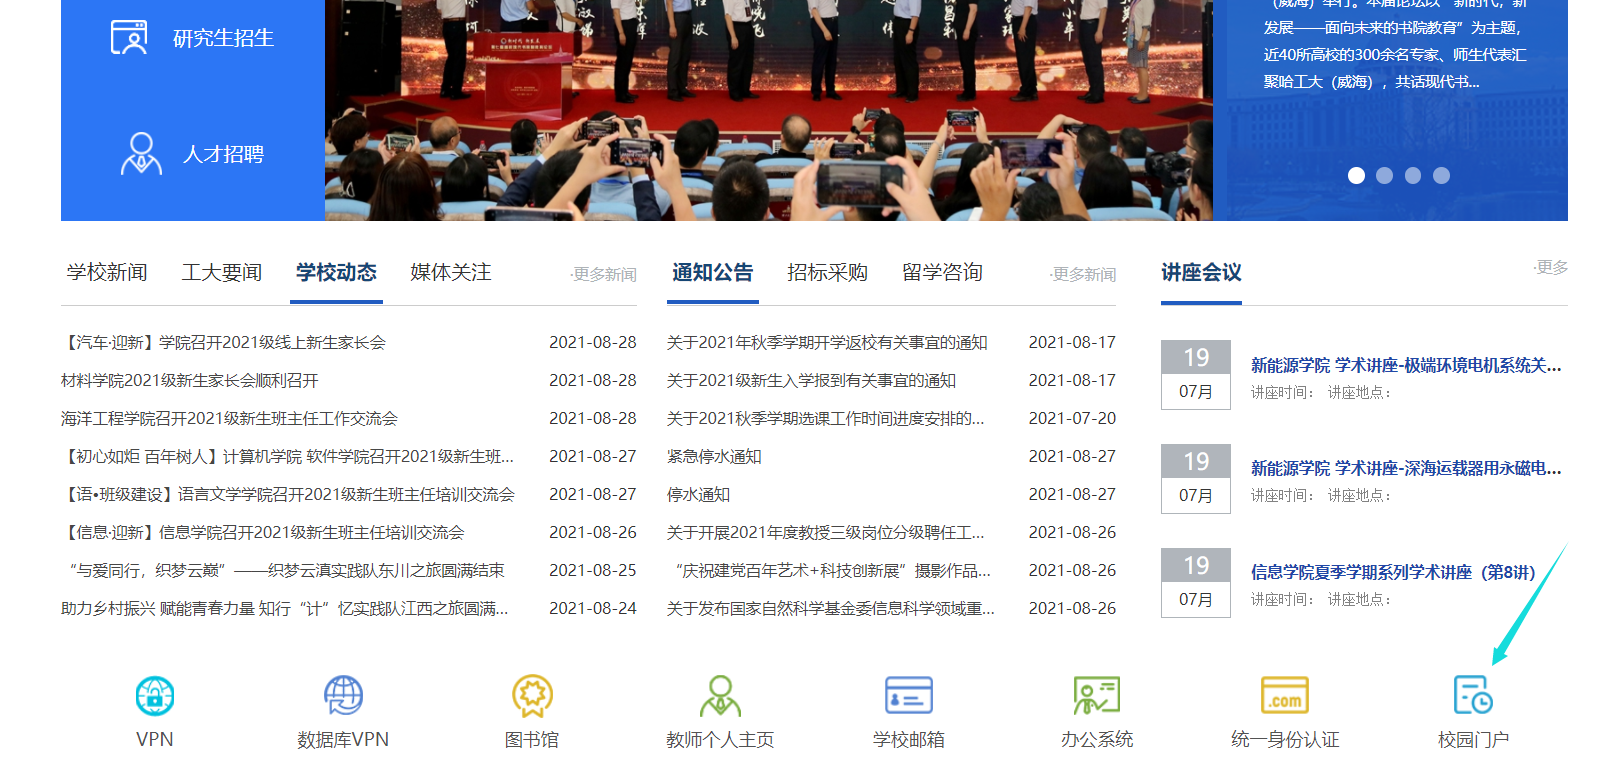 研究生招生
人才招聘
（威海）举行。本届论坛以“新时代，新
发展——面向未来的书院教育”为主题，
近40所高校的300余名专家、师生代表汇
聚哈工大（威海），共话现代书...
学校新闻 工大要闻 学校动态 媒体关注 ·更多新闻
【汽车·迎新】学院召开2021级线上新生家长会 2021-08-28
材料学院2021级新生家长会顺利召开 2021-08-28
海洋工程学院召开2021级新生班主任工作交流会 2021-08-28
【初心如炬 百年树人】计算机学院 软件学院召开2021级新生班... 2021-08-27
【语•班级建设】语言文学学院召开2021级新生班主任培训交流会 2021-08-27
【信息·迎新】信息学院召开2021级新生班主任培训交流会 2021-08-26
“与爱同行，织梦云巅”——织梦云滇实践队东川之旅圆满结束 2021-08-25
助力乡村振兴 赋能青春力量 知行“计”忆实践队江西之旅圆满... 2021-08-24
通知公告 招标采购 留学咨询 ·更多新闻
关于2021年秋季学期开学返校有关事宜的通知 2021-08-17
关于2021级新生入学报到有关事宜的通知 2021-08-17
关于2021秋季学期选课工作时间进度安排的... 2021-07-20
紧急停水通知 2021-08-27
停水通知 2021-08-27
关于开展2021年度教授三级岗位分级聘任工... 2021-08-26
“庆祝建党百年艺术+科技创新展”摄影作品... 2021-08-26
关于发布国家自然科学基金委信息科学领域重... 2021-08-26
讲座会议 ·更多
19
07月
新能源学院 学术讲座-极端环境电机系统关...
讲座时间： 讲座地点：
19
07月
新能源学院 学术讲座-深海运载器用永磁电...
讲座时间： 讲座地点：
19
07月
信息学院夏季学期系列学术讲座（第8讲）
讲座时间： 讲座地点：
.com
VPN 数据库VPN 图书馆 教师个人主页 学校邮箱 办公系统 统一身份认证 校园门户